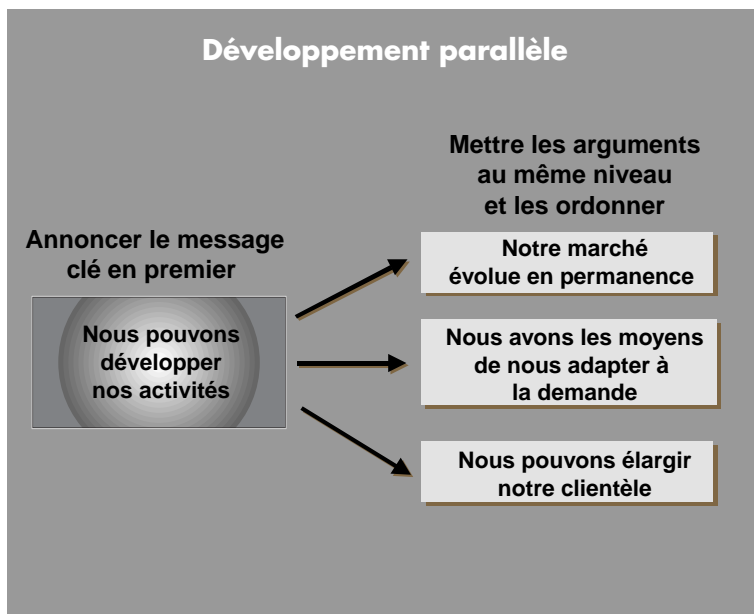 Développement parallèle
Mettre les arguments
au même niveau
et les ordonner
Annoncer le message
clé en premier
Nous pouvons
développer
nos activités
Notre marché
évolue en permanence
Nous avons les moyens
de nous adapter à
la demande
Nous pouvons élargir
notre clientèle